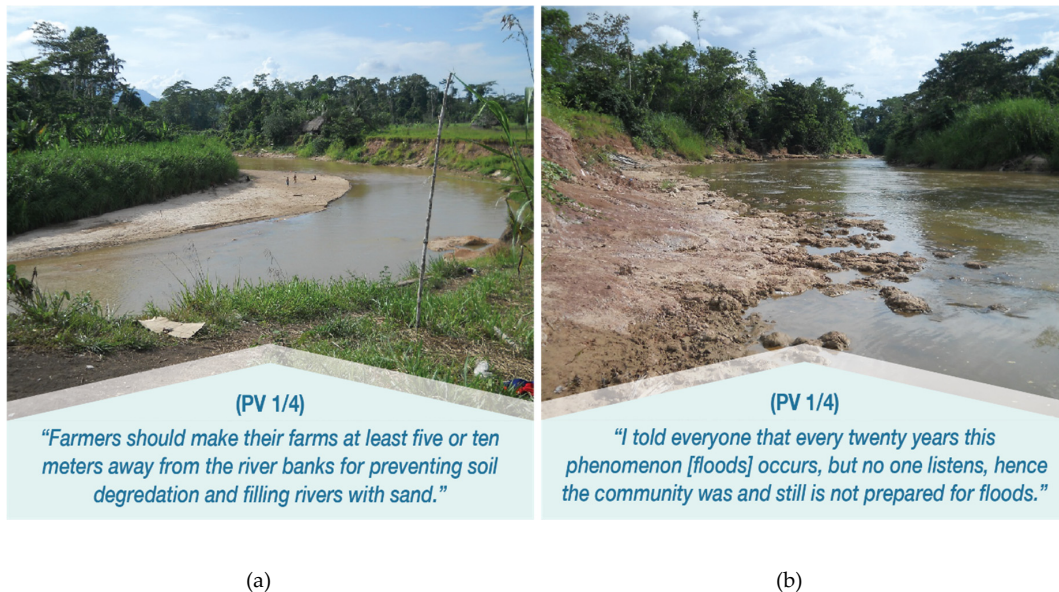 (PV 1/4)
“Farmers should make their farms at least five or ten
meters away from the river banks for preventing soil
degredation and filling rivers with sand.”
(PV 1/4)
“I told everyone that every twenty years this
phenomenon [floods] occurs, but no one listens, hence
the community was and still is not prepared for floods.”
(a)
(b)